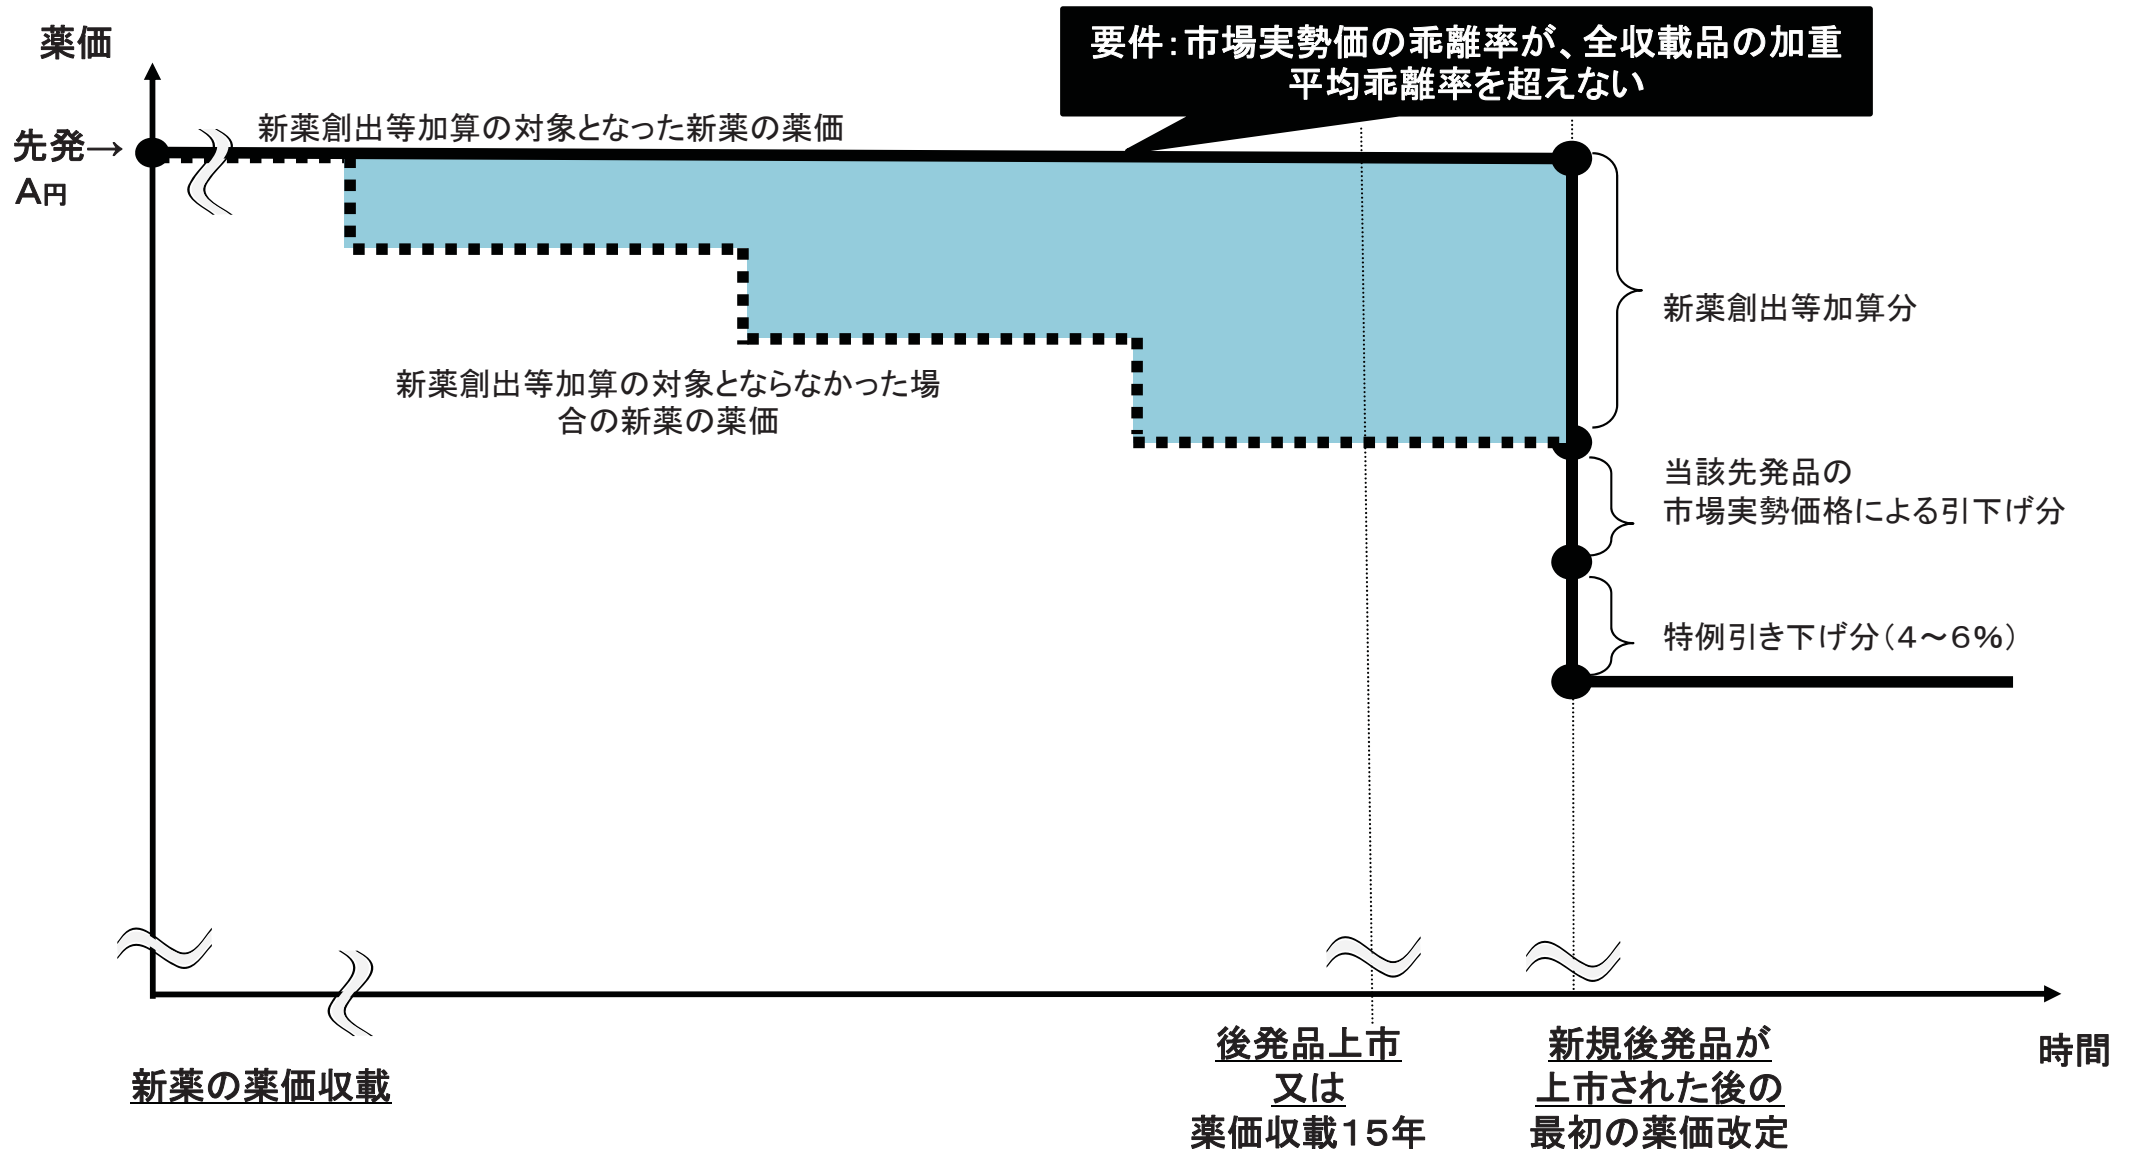 薬価
要件：市場実勢価の乖離率が、全収載品の加重
平均乖離率を超えない
新薬創出等加算の対象となった新薬の薬価
先発→
A円
新薬創出等加算分
新薬創出等加算の対象とならなかった場
合の新薬の薬価
当該先発品の
市場実勢価格による引下げ分
特例引き下げ分（4～6%）
後発品上市
又は
薬価収載15年
新規後発品が
上市された後の
最初の薬価改定
時間
新薬の薬価収載